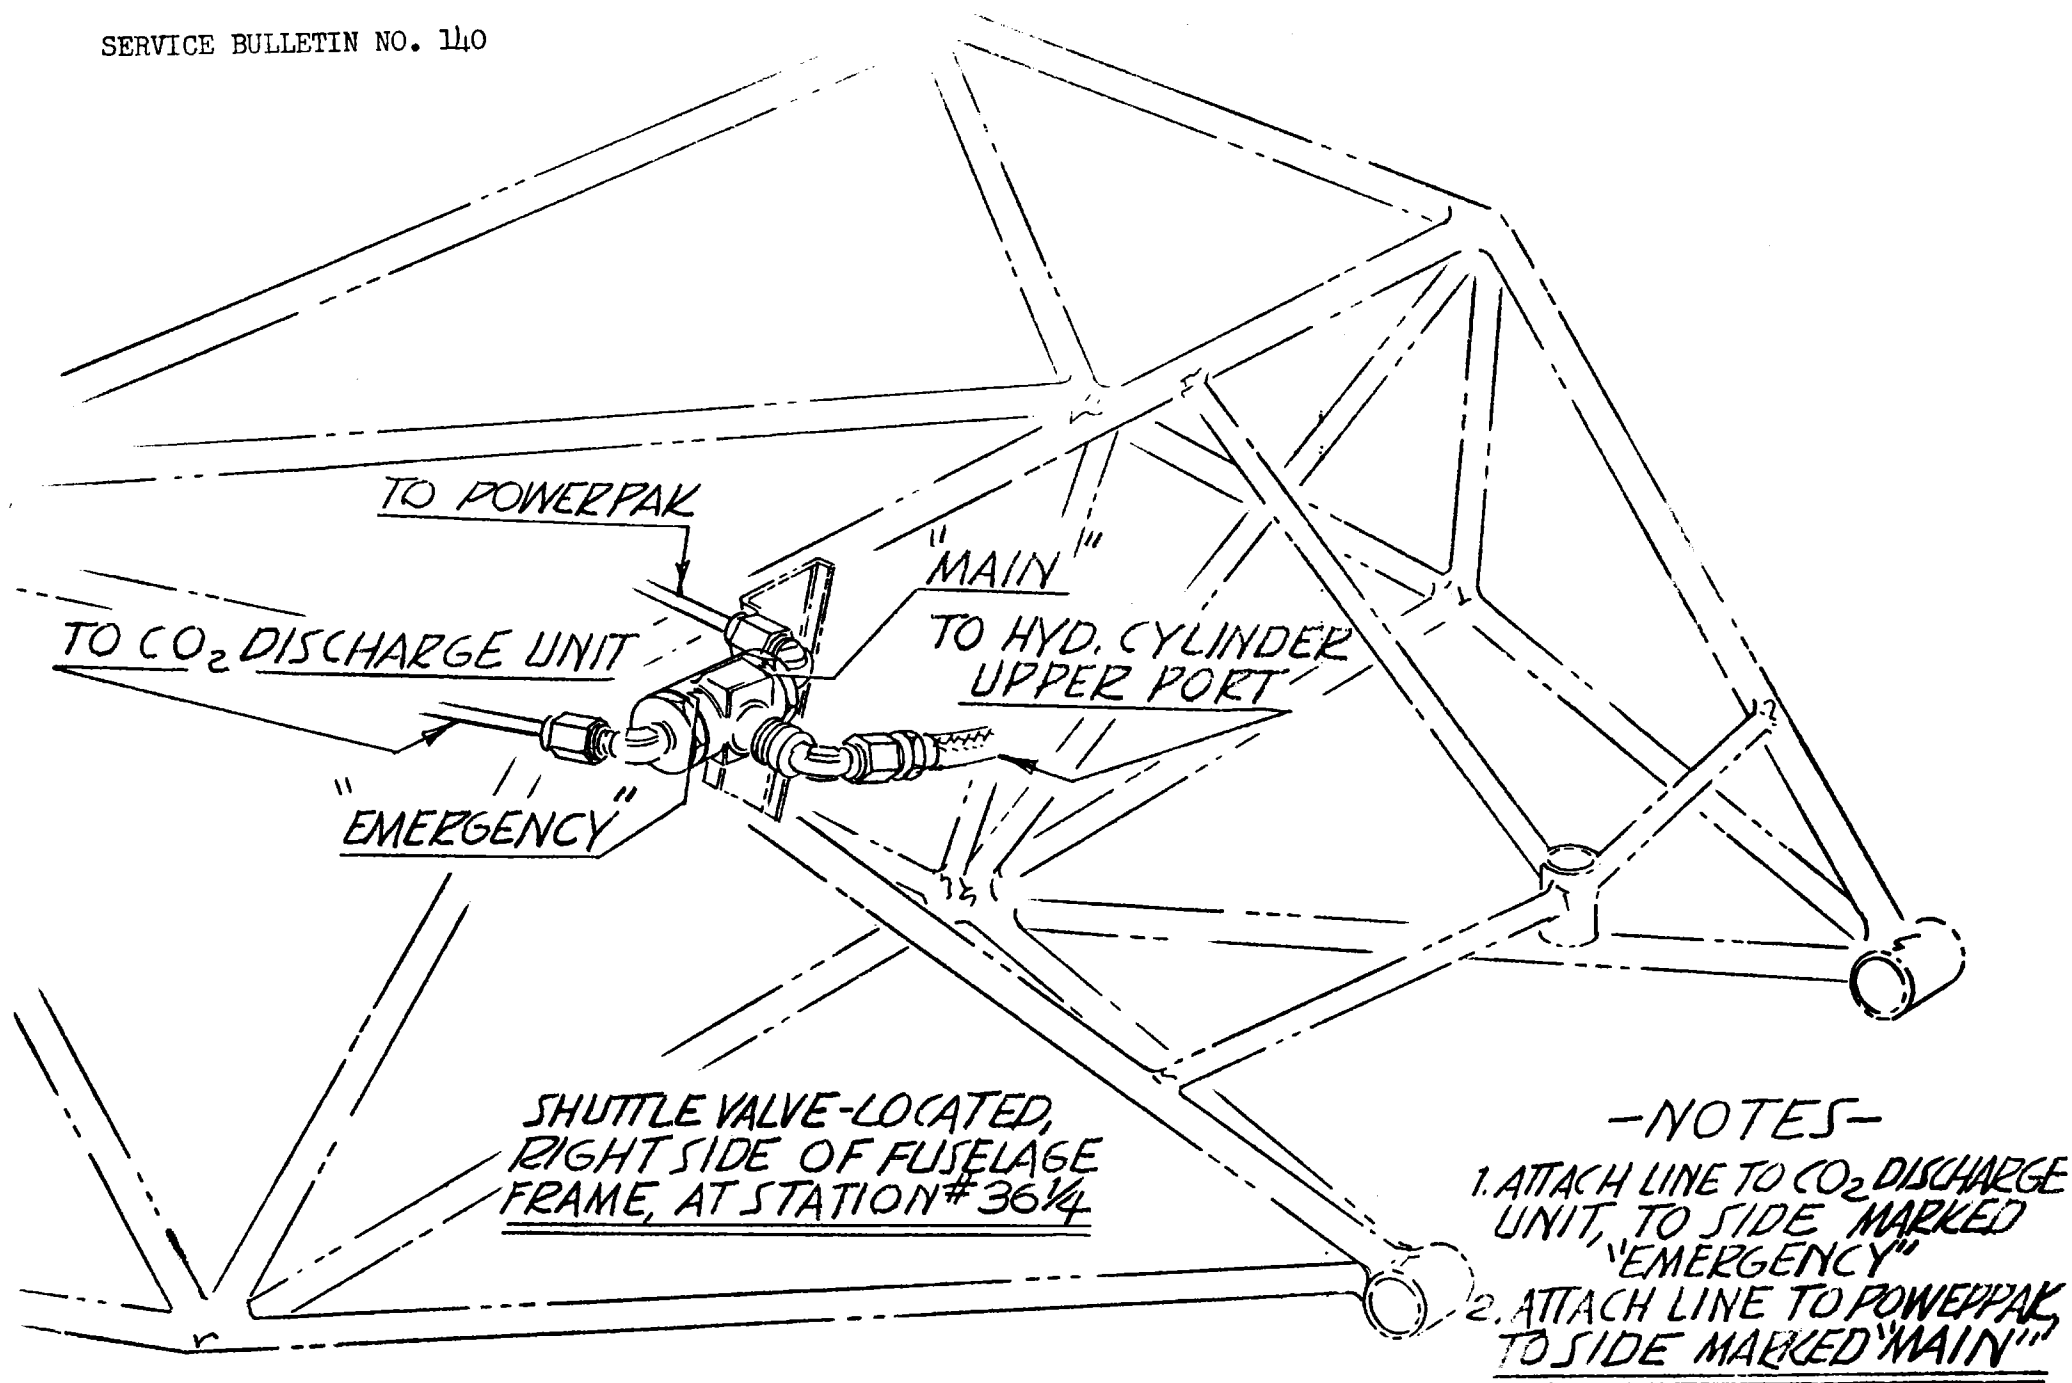 SERVICE BULLETIN NO. 140
TO POWERPAK
"MAIN"
TO CO₂ DISCHARGE UNIT
TO HYD. CYLINDER
UPPER PORT
"EMERGENCY"
SHUTTLE VALVE-LOCATED,
RIGHT SIDE OF FUSELAGE
FRAME, AT STATION # 36 1/4
-NOTES-
1. ATTACH LINE TO CO₂ DISCHARGE
UNIT, TO SIDE MARKED
"EMERGENCY"
2. ATTACH LINE TO POWERPAK,
TO SIDE MARKED "MAIN"